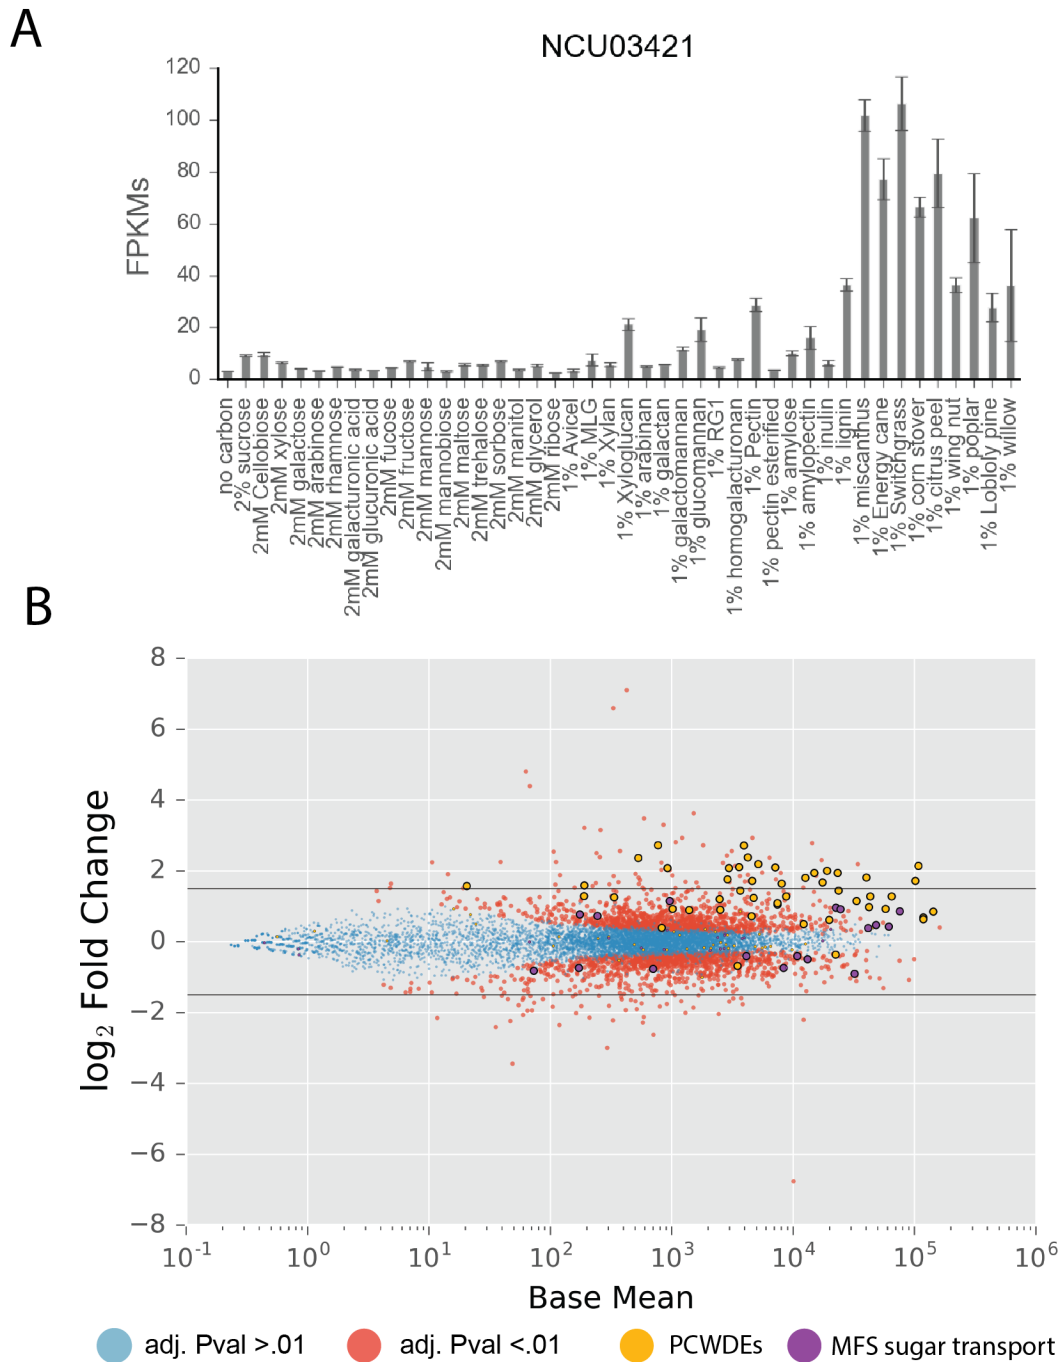 A
NCU03421
FPKMs
120
100
80
60
40
20
0
no carbon
2% sucrose
2mM Cellobiose
2mM xylose
2mM galactose
2mM arabinose
2mM rhamnose
2mM galacturonic acid
2mM glucuronic acid
2mM fucose
2mM fructose
2mM mannose
2mM mannobiose
2mM maltose
2mM trehalose
2mM sorbose
2mM manitol
2mM glycerol
2mM ribose
1% Avicel
1% MLG
1% Xylan
1% Xyloglucan
1% arabinan
1% galactan
1% galactomannan
1% glucomannan
1% RG1
1% homogalacturonan
1% Pectin
1% pectin esterified
1% amylose
1% amylopectin
1% inulin
1% lignin
1% miscanthus
1% Energy cane
1% Switchgrass
1% corn stover
1% citrus peel
1% wing nut
1% poplar
1% Lobloly pine
1% willow
B
log₂ Fold Change
8
6
4
2
0
−2
−4
−6
−8
10⁻¹ 10⁰ 10¹ 10² 10³ 10⁴ 10⁵ 10⁶
Base Mean
adj. Pval >.01 adj. Pval <.01 PCWDEs MFS sugar transport